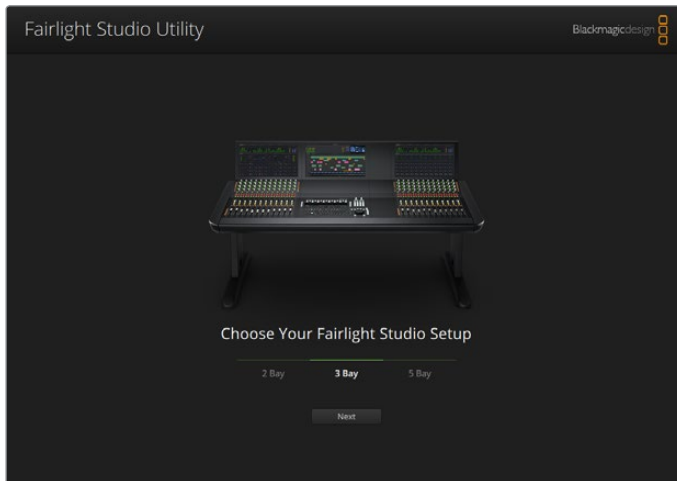 Fairlight Studio Utility
Blackmagicdesign
Choose Your Fairlight Studio Setup
2 Bay
3 Bay
5 Bay
Next